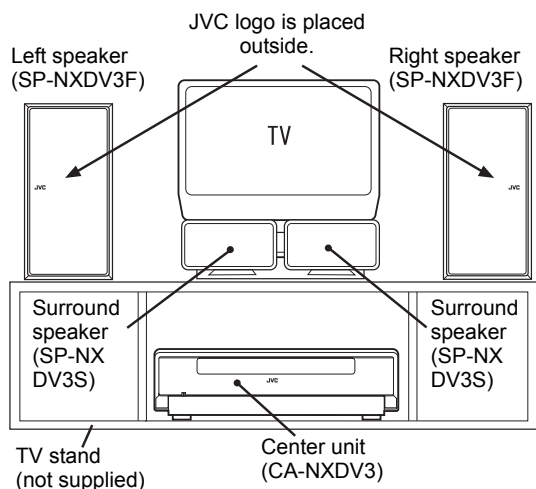 JVC logo is placed
outside.
Left speaker
(SP-NXDV3F)
Right speaker
(SP-NXDV3F)
TV
JVC
JVC
Surround
speaker
(SP-NX
DV3S)
Surround
speaker
(SP-NX
DV3S)
JVC
TV stand
(not supplied)
Center unit
(CA-NXDV3)